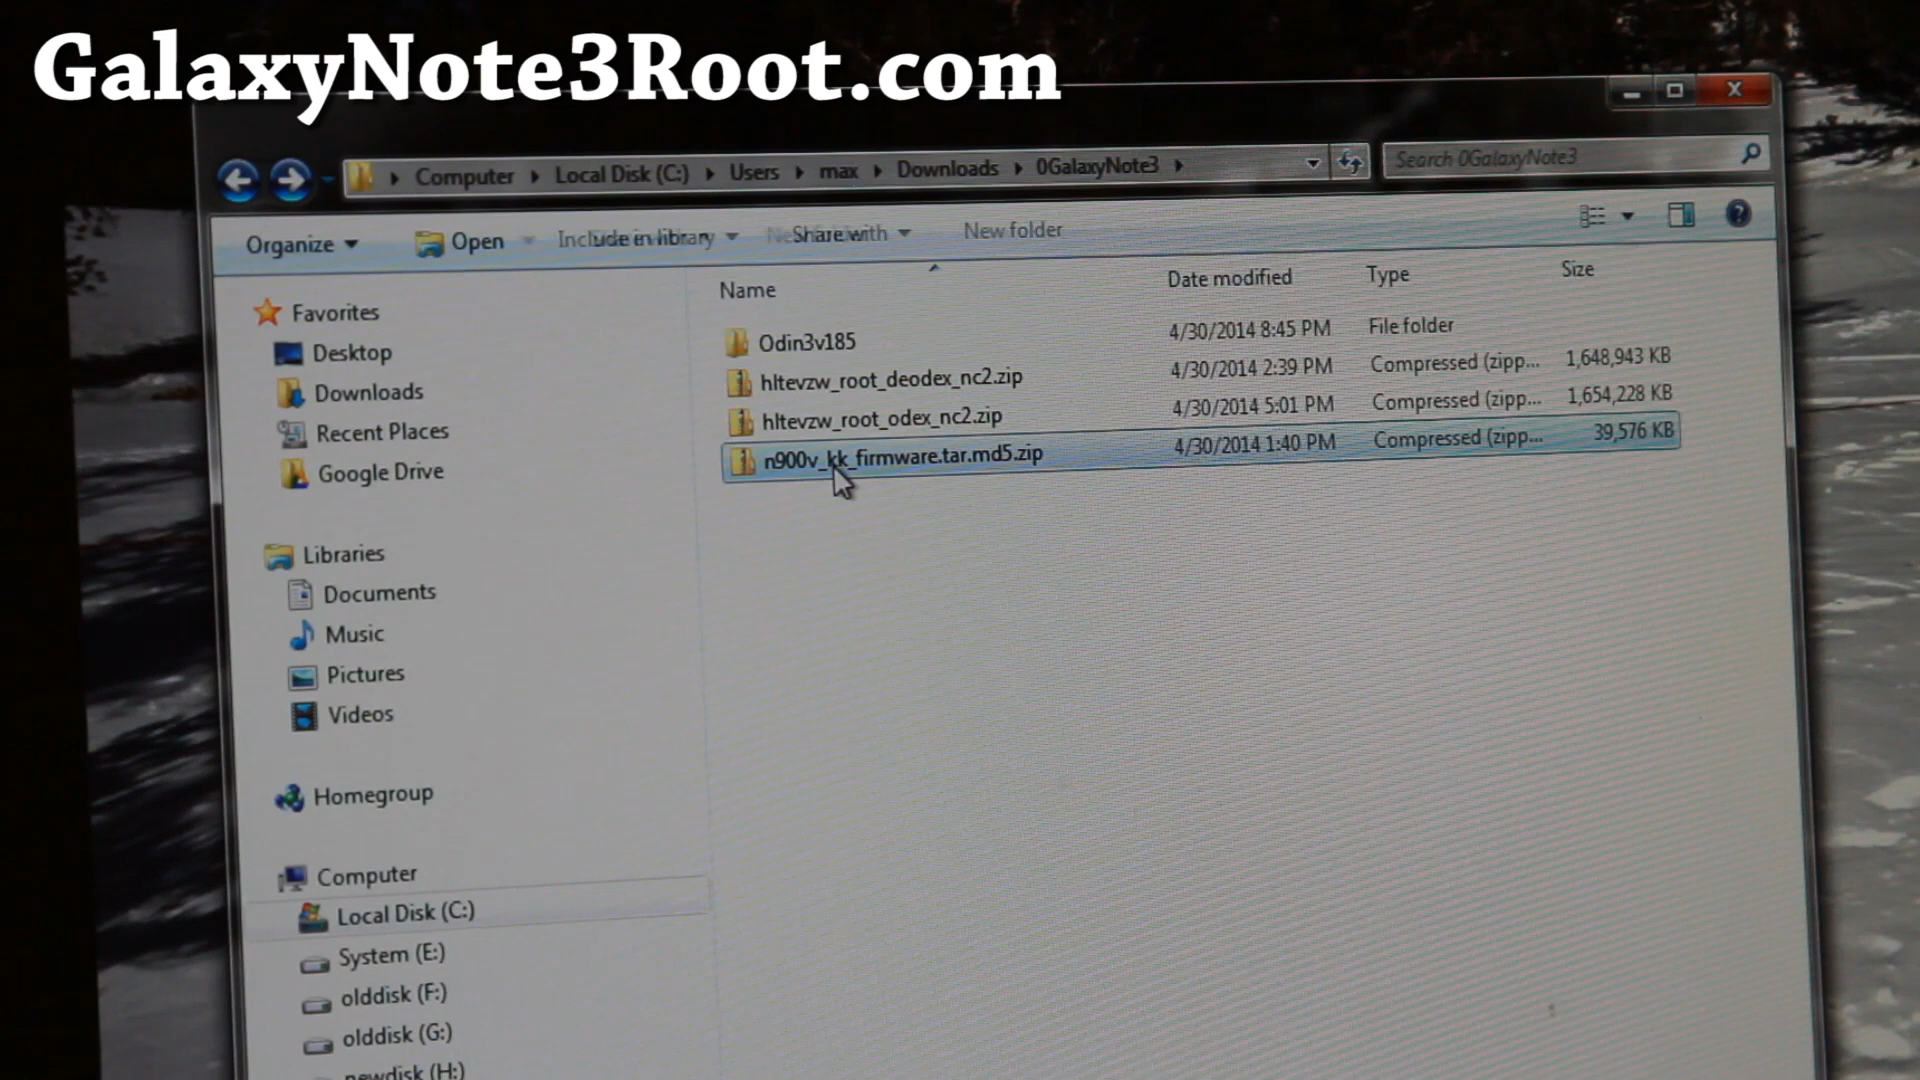 GalaxyNote3Root.com
Computer Local Disk (C:) Users max Downloads 0GalaxyNote3
Search 0GalaxyNote3
Organize Open Include in library Share with New folder
Name Date modified Type Size
Odin3v185 4/30/2014 8:45 PM File folder
hltevzw_root_deodex_nc2.zip 4/30/2014 2:39 PM Compressed (zipp... 1,648,943 KB
hltevzw_root_odex_nc2.zip 4/30/2014 5:01 PM Compressed (zipp... 1,654,228 KB
n900v_kk_firmware.tar.md5.zip 4/30/2014 1:40 PM Compressed (zipp... 39,576 KB
Favorites
Desktop
Downloads
Recent Places
Google Drive
Libraries
Documents
Music
Pictures
Videos
Homegroup
Computer
Local Disk (C:)
System (E:)
olddisk (F:)
olddisk (G:)
newdisk (H:)